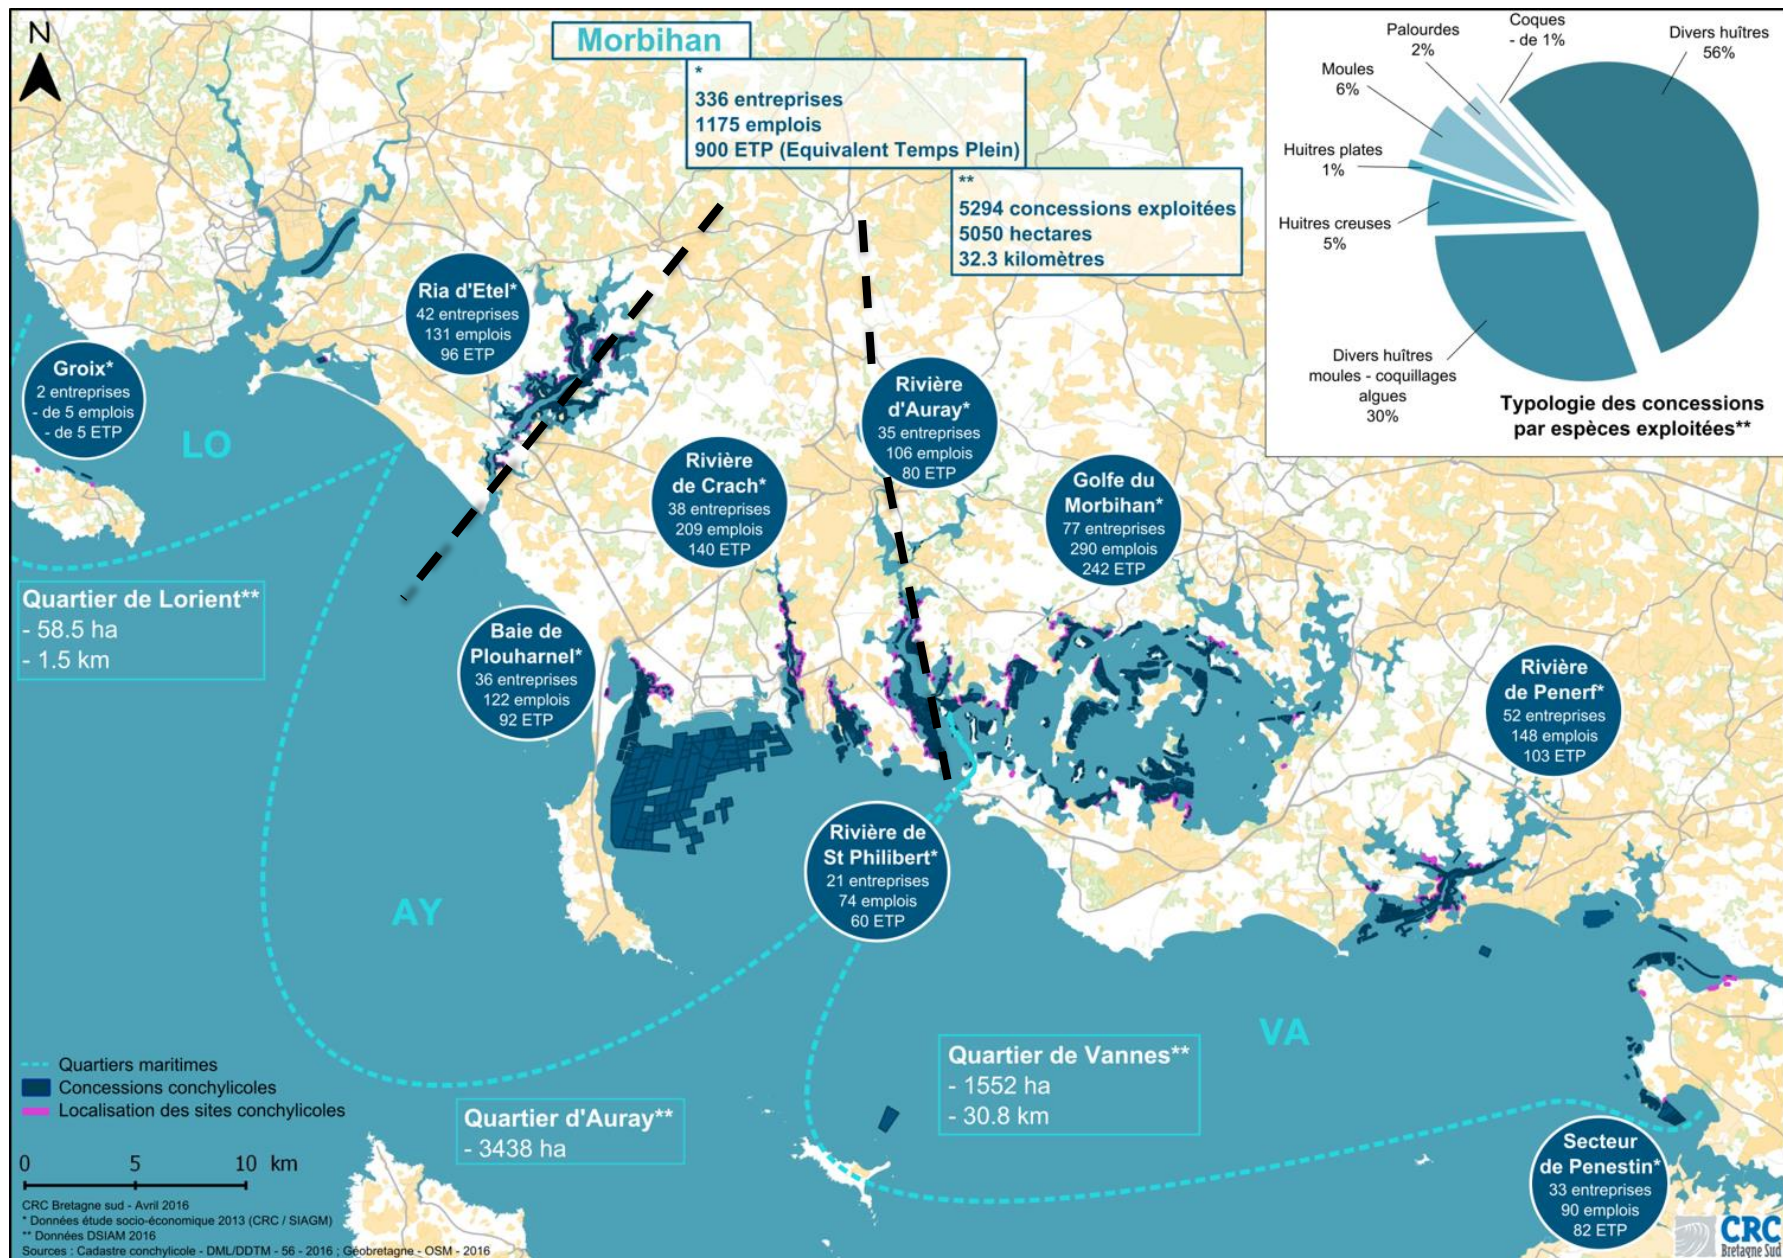 N
Morbihan
*
336 entreprises
1175 emplois
900 ETP (Equivalent Temps Plein)
**
5294 concessions exploitées
5050 hectares
32.3 kilomètres
Coques
- de 1%
Palourdes
2%
Divers huîtres
56%
Moules
6%
Huitres plates
1%
Huitres creuses
5%
Divers huîtres
moules - coquillages
algues
30%
Typologie des concessions
par espèces exploitées**
Ria d'Etel*
42 entreprises
131 emplois
96 ETP
Groix*
2 entreprises
- de 5 emplois
- de 5 ETP
LO
Rivière
d'Auray*
35 entreprises
106 emplois
80 ETP
Rivière
de Crach*
38 entreprises
209 emplois
140 ETP
Golfe du
Morbihan*
77 entreprises
290 emplois
242 ETP
Quartier de Lorient**
- 58.5 ha
- 1.5 km
Baie de
Plouharnel*
36 entreprises
122 emplois
92 ETP
Rivière
de Penerf*
52 entreprises
148 emplois
103 ETP
Rivière de
St Philibert*
21 entreprises
74 emplois
60 ETP
AY
VA
Quartier de Vannes**
- 1552 ha
- 30.8 km
Quartier d'Auray**
- 3438 ha
Secteur
de Penestin*
33 entreprises
90 emplois
82 ETP
Quartiers maritimes
Concessions conchylicoles
Localisation des sites conchylicoles
0 5 10 km
CRC Bretagne sud - Avril 2016
* Données étude socio-économique 2013 (CRC / SIAGM)
** Données DSIAM 2016
Sources : Cadastre conchylicole - DML/DDTM - 56 - 2016 ; Géobretagne - OSM - 2016
CRC
Bretagne Sud